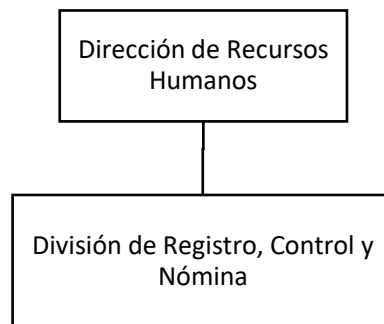 Dirección de Recursos
Humanos
División de Registro, Control y
Nómina